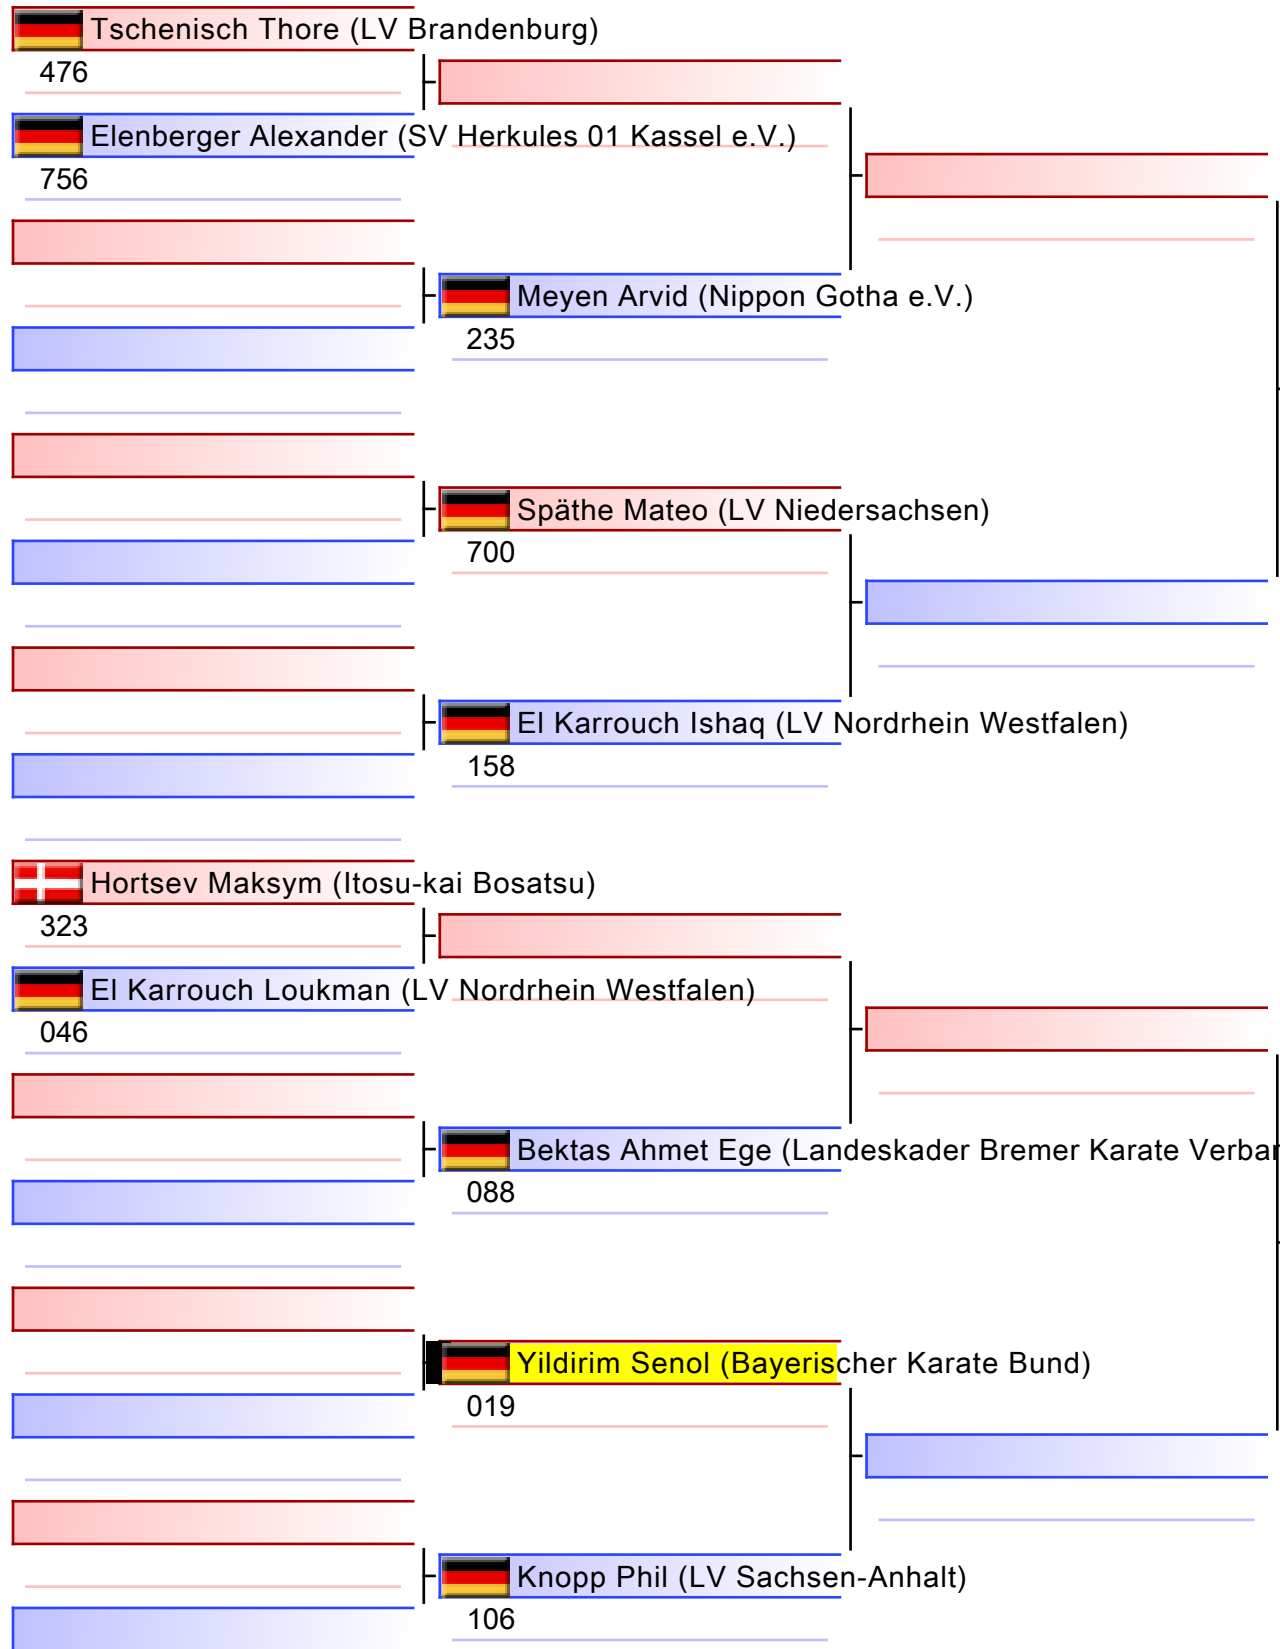 Tschenisch Thore (LV Brandenburg)
476
Elenberger Alexander (SV Herkules 01 Kassel e.V.)
756
Meyen Arvid (Nippon Gotha e.V.)
235
Späthe Mateo (LV Niedersachsen)
700
El Karrouch Ishaq (LV Nordrhein Westfalen)
158
Hortsev Maksym (Itosu-kai Bosatsu)
323
El Karrouch Loukman (LV Nordrhein Westfalen)
046
Bektas Ahmet Ege (Landeskader Bremer Karate
088
Yildirim Senol (Bayerischer Karate Bund)
019
Knopp Phil (LV Sachsen-Anhalt)
106